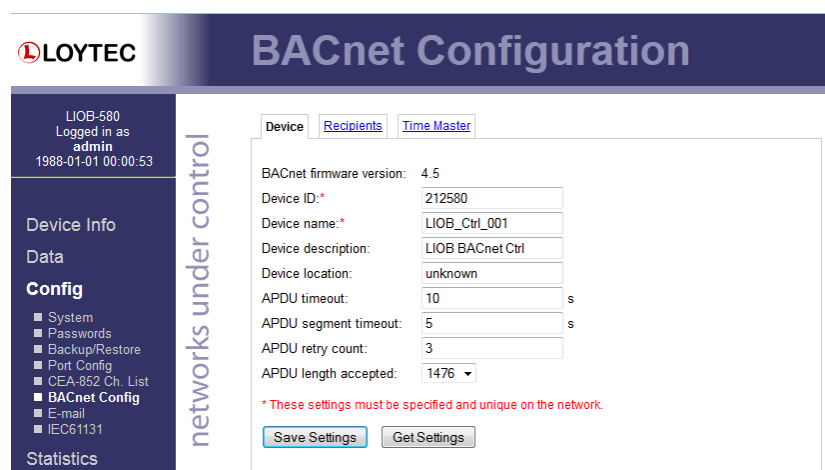 LOYTEC
BACnet Configuration
LIOB-580
Logged in as
admin
1988-01-01 00:00:53
Device Info
Data
Config
System
Passwords
Backup/Restore
Port Config
CEA-852 Ch. List
BACnet Config
E-mail
IEC61131
Statistics
networks under control
Device Recipients Time Master
BACnet firmware version: 4.5
Device ID:* 212580
Device name:* LIOB_Ctrl_001
Device description: LIOB BACnet Ctrl
Device location: unknown
APDU timeout: 10 s
APDU segment timeout: 5 s
APDU retry count: 3
APDU length accepted: 1476
* These settings must be specified and unique on the network.
Save Settings Get Settings